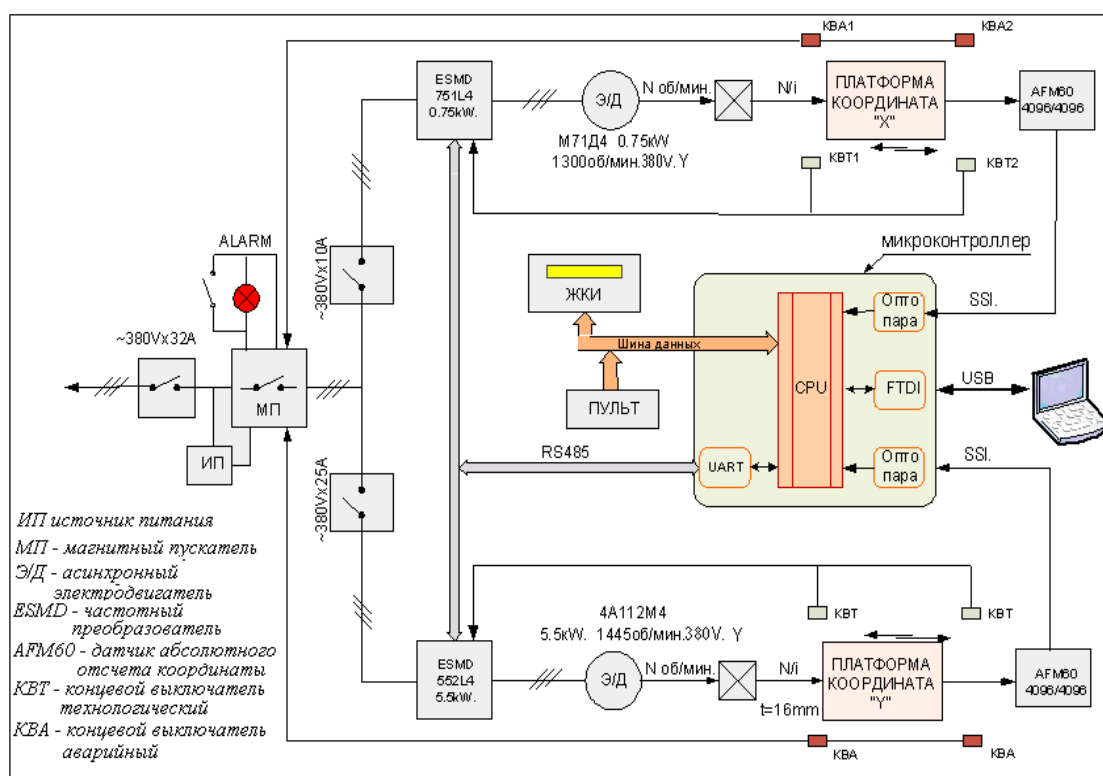 КВА1
КВА2
ESMD
751L4
0.75kW.
Э/Д
N об/мин.
N/i
ПЛАТФОРМА
КООРДИНАТА
"X"
AFM60
4096/4096
М71Д4 0.75kW
1300об/мин.380V. Y
КВТ1
КВТ2
~380Vx10A
ALARM
~380Vx32A
МП
ИП
~380Vx25A
ЖКИ
Шина данных
ПУЛЬТ
RS485
микроконтроллер
Опто
пара
SSI.
CPU
FTDI
USB
UART
Опто
пара
SSI.
ИП источник питания
МП - магнитный пускатель
Э/Д - асинхронный
электродвигатель
ESMD - частотный
преобразователь
AFM60 - датчик абсолютного
отсчета координаты
КВТ - концевой выключатель
технологический
КВА - концевой выключатель
аварийный
КВТ
КВТ
4А112М4
5.5kW. 1445об/мин.380V. Y
ESMD
552L4
5.5kW.
Э/Д
N об/мин.
N/i
t=16mm
ПЛАТФОРМА
КООРДИНАТА
"Y"
AFM60
4096/4096
КВА
КВА